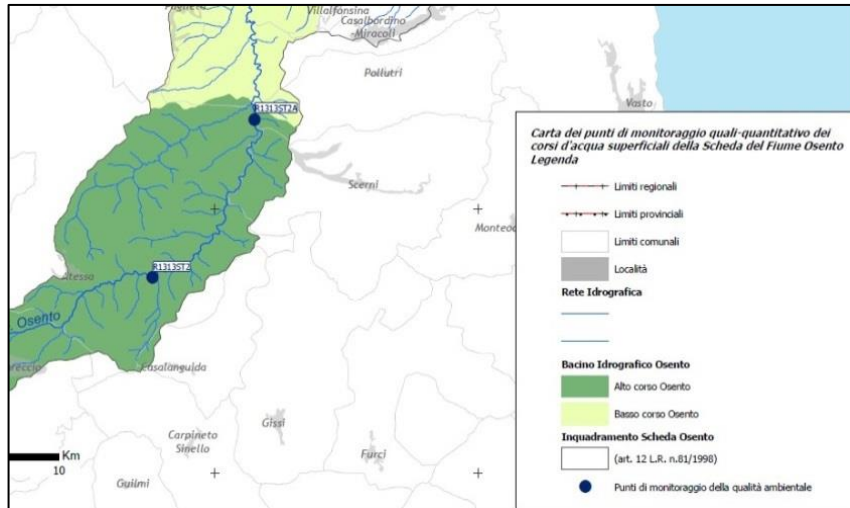 Villalfonsina
Casalbordino
Miracoli
Pollutri
R1313ST2A
Vasto
Scerni
R1313ST2
Atessa
Osento
Casalanguida
Carpineto
Sinello
Gissi
Furci
Guilmi
Km
10
Carta dei punti di monitoraggio quali-quantitativo dei
corsi d'acqua superficiali della Scheda del Fiume Osento
Legenda
Limiti regionali
Limiti provinciali
Limiti comunali
Località
Rete Idrografica
Bacino Idrografico Osento
Alto corso Osento
Basso corso Osento
Inquadramento Scheda Osento
(art. 12 L.R. n.81/1998)
Punti di monitoraggio della qualità ambientale